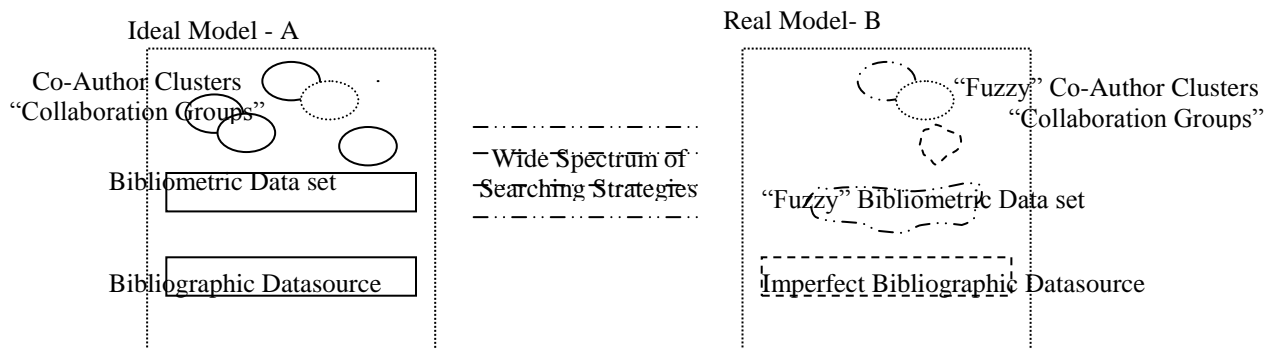 Ideal Model - A
Co-Author Clusters
“Collaboration Groups”
Bibliometric Data set
Bibliographic Datasource
Wide Spectrum of
Searching Strategies
Real Model- B
“Fuzzy” Co-Author Clusters
“Collaboration Groups”
“Fuzzy” Bibliometric Data set
Imperfect Bibliographic Datasource